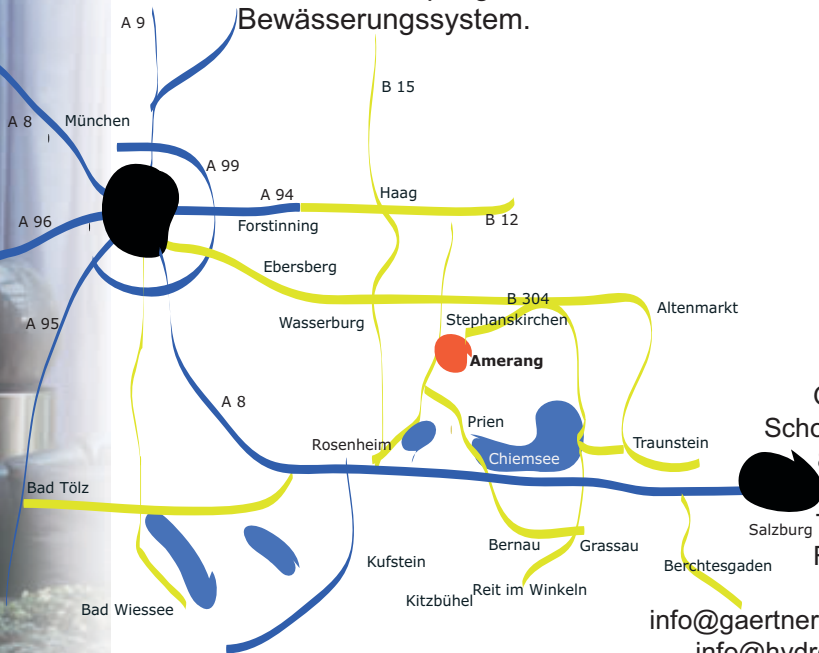 Bewässerungssystem.
A 9
B 15
A 8
München
A 99
A 94
Haag
A 96
Forstinning
B 12
Ebersberg
B 304
Altenmarkt
A 95
Wasserburg
Stephanskirchen
Amerang
A 8
Prien
Rosenheim
Traunstein
Chiemsee
Bad Tölz
Salzburg
Bernau
Grassau
Kufstein
Berchtesgaden
Kitzbühel
Reit im Winkeln
Bad Wiessee
info@gaertner